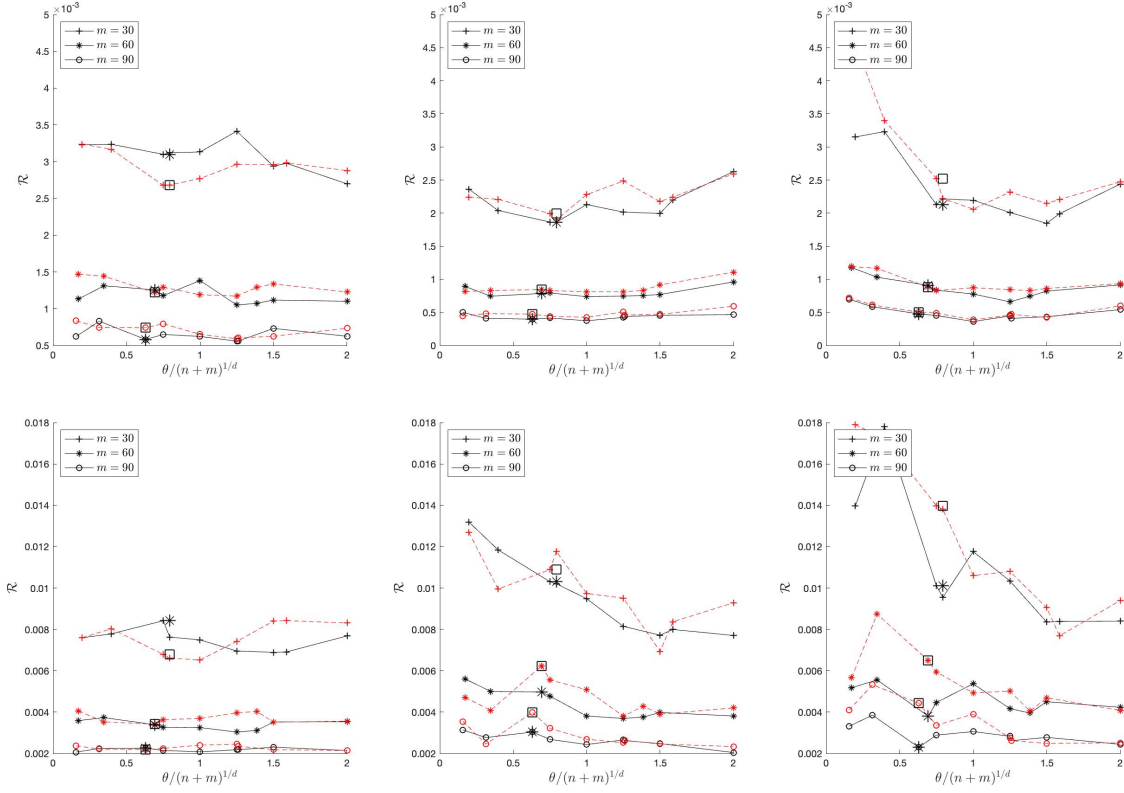 ×10⁻³ ×10⁻³ ×10⁻³
5 5 5
m = 30 m = 30 m = 30
m = 60 m = 60 m = 60
4.5 4.5 4.5
m = 90 m = 90 m = 90
4 4 4
3.5 3.5 3.5
3 3 3
ℛ ℛ ℛ
2.5 2.5
2.5
2 2
2
1.5 1.5
1.5
1 1
1
0.5 0.5
0.5 0 0
0 0.5 1 1.5 2 0 0.5 1 1.5 2 0 0.5 1 1.5 2
θ/(n + m)^{1/d} θ/(n + m)^{1/d} θ/(n + m)^{1/d}
0.018 0.018 0.018
m = 30 m = 30 m = 30
m = 60 m = 60 m = 60
0.016 0.016 0.016
m = 90 m = 90 m = 90
0.014 0.014 0.014
0.012 0.012 0.012
0.01 0.01 0.01
ℛ ℛ ℛ
0.008 0.008 0.008
0.006 0.006 0.006
0.004 0.004 0.004
0.002 0.002 0.002
0 0.5 1 1.5 2 0 0.5 1 1.5 2 0 0.5 1 1.5 2
θ/(n + m)^{1/d} θ/(n + m)^{1/d} θ/(n + m)^{1/d}